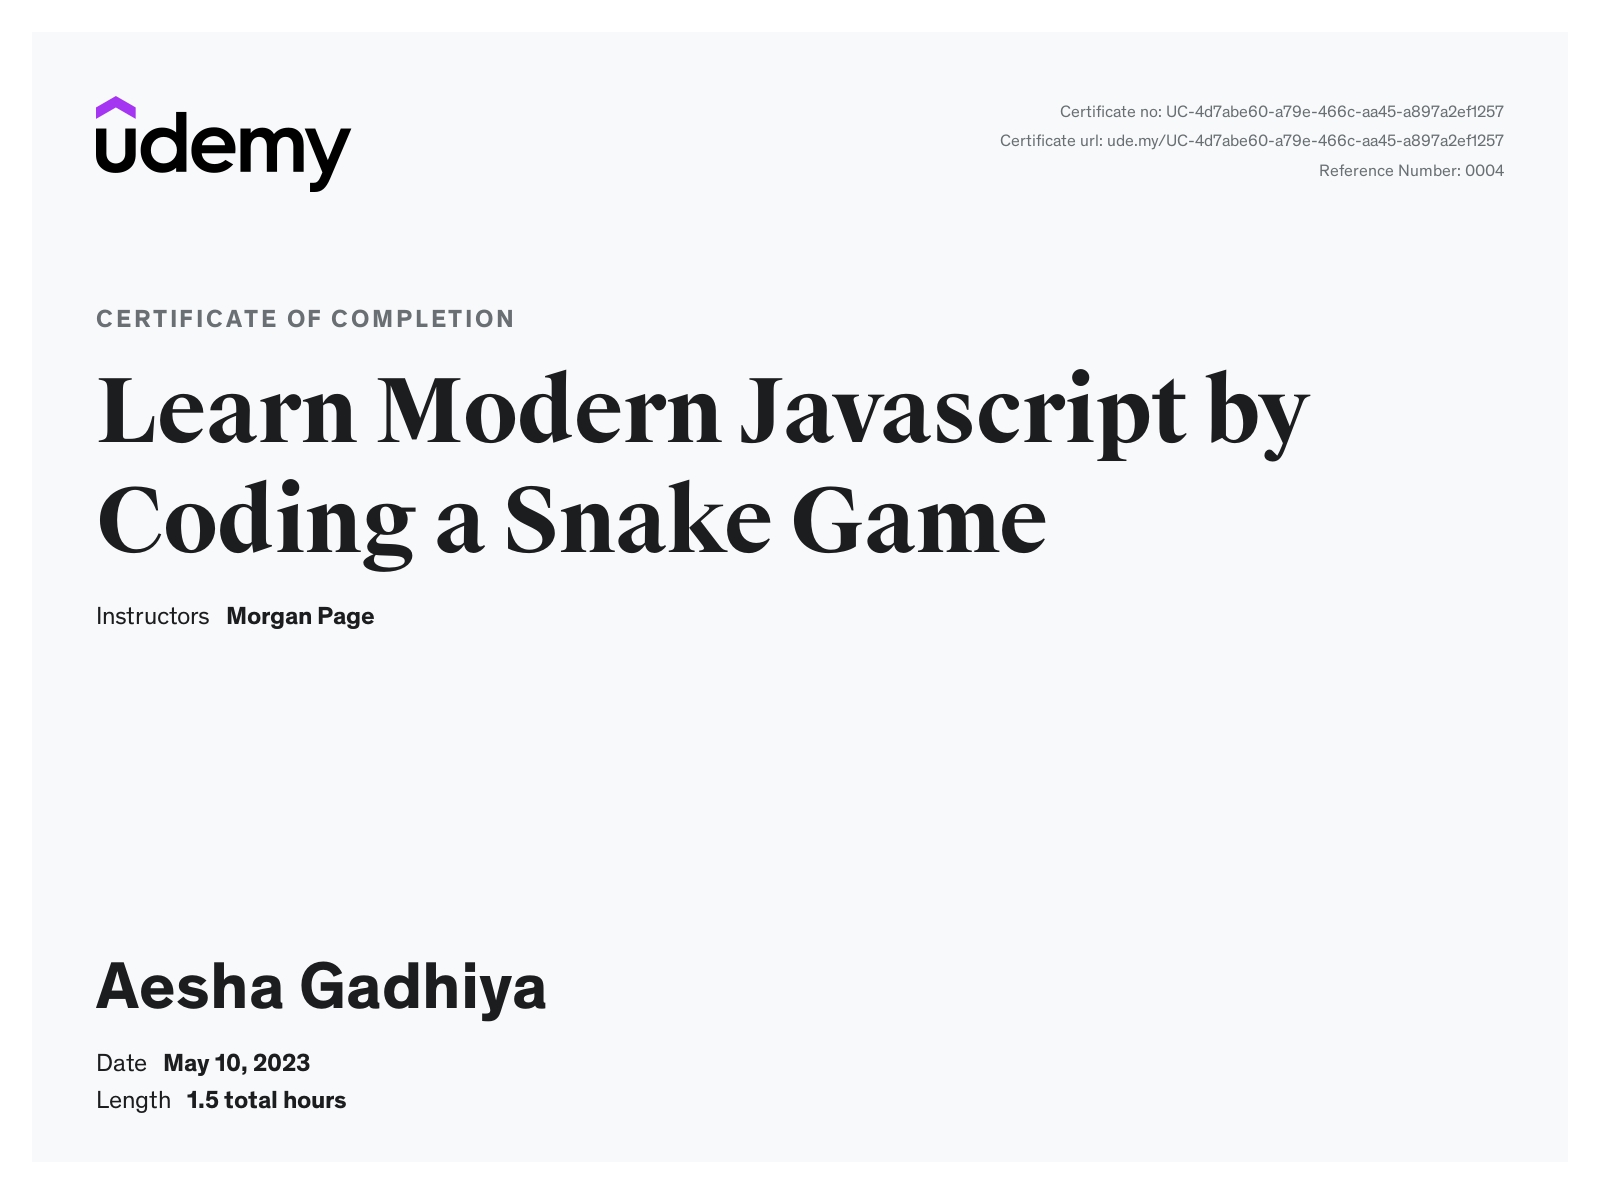 udemy
Certificate no: UC-4d7abe60-a79e-466c-aa45-a897a2ef1257
Certificate url: ude.my/UC-4d7abe60-a79e-466c-aa45-a897a2ef1257
Reference Number: 0004
CERTIFICATE OF COMPLETION
Learn Modern Javascript by
Coding a Snake Game
Instructors Morgan Page
Aesha Gadhiya
Date May 10, 2023
Length 1.5 total hours